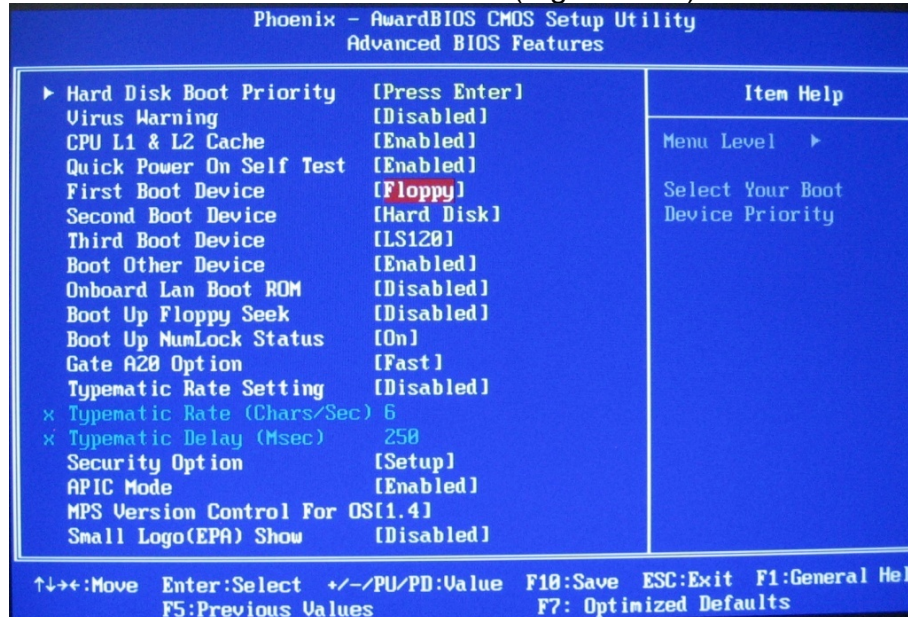 Phoenix - AwardBIOS CMOS Setup Utility
Advanced BIOS Features
▶ Hard Disk Boot Priority [Press Enter]
Virus Warning [Disabled]
CPU L1 & L2 Cache [Enabled]
Quick Power On Self Test [Enabled]
First Boot Device [Floppy]
Second Boot Device [Hard Disk]
Third Boot Device [LS120]
Boot Other Device [Enabled]
Onboard Lan Boot ROM [Disabled]
Boot Up Floppy Seek [Disabled]
Boot Up NumLock Status [On]
Gate A20 Option [Fast]
Typematic Rate Setting [Disabled]
x Typematic Rate (Chars/Sec) 6
x Typematic Delay (Msec) 250
Security Option [Setup]
APIC Mode [Enabled]
MPS Version Control For OS[1.4]
Small Logo(EPA) Show [Disabled]
Item Help
Menu Level ▶
Select Your Boot
Device Priority
↑↓→←:Move Enter:Select +/-/PU/PD:Value F10:Save ESC:Exit F1:General Hel
F5:Previous Values F7: Optimized Defaults